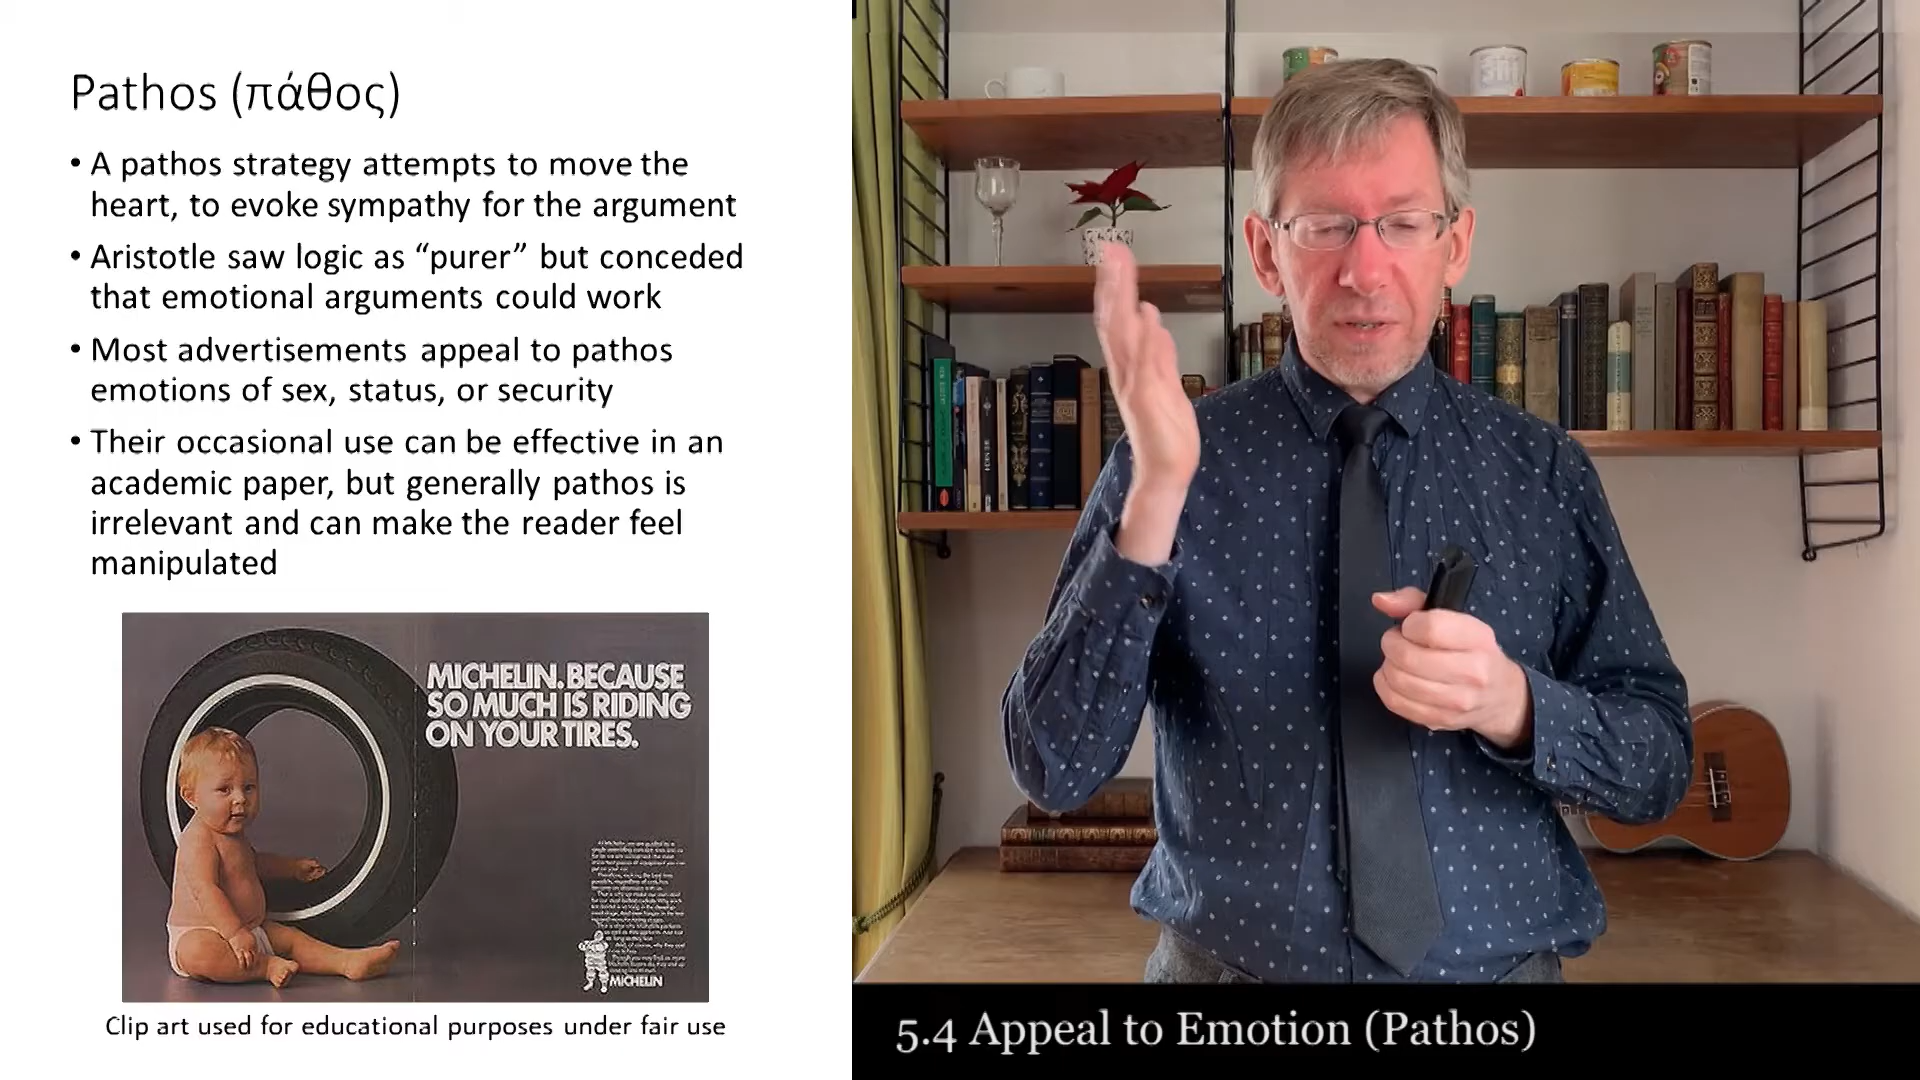 Pathos (πάθος)
• A pathos strategy attempts to move the
heart, to evoke sympathy for the argument
• Aristotle saw logic as “purer” but conceded
that emotional arguments could work
• Most advertisements appeal to pathos
emotions of sex, status, or security
• Their occasional use can be effective in an
academic paper, but generally pathos is
irrelevant and can make the reader feel
manipulated
MICHELIN. BECAUSE
SO MUCH IS RIDING
ON YOUR TIRES.
MICHELIN
Clip art used for educational purposes under fair use
5.4 Appeal to Emotion (Pathos)